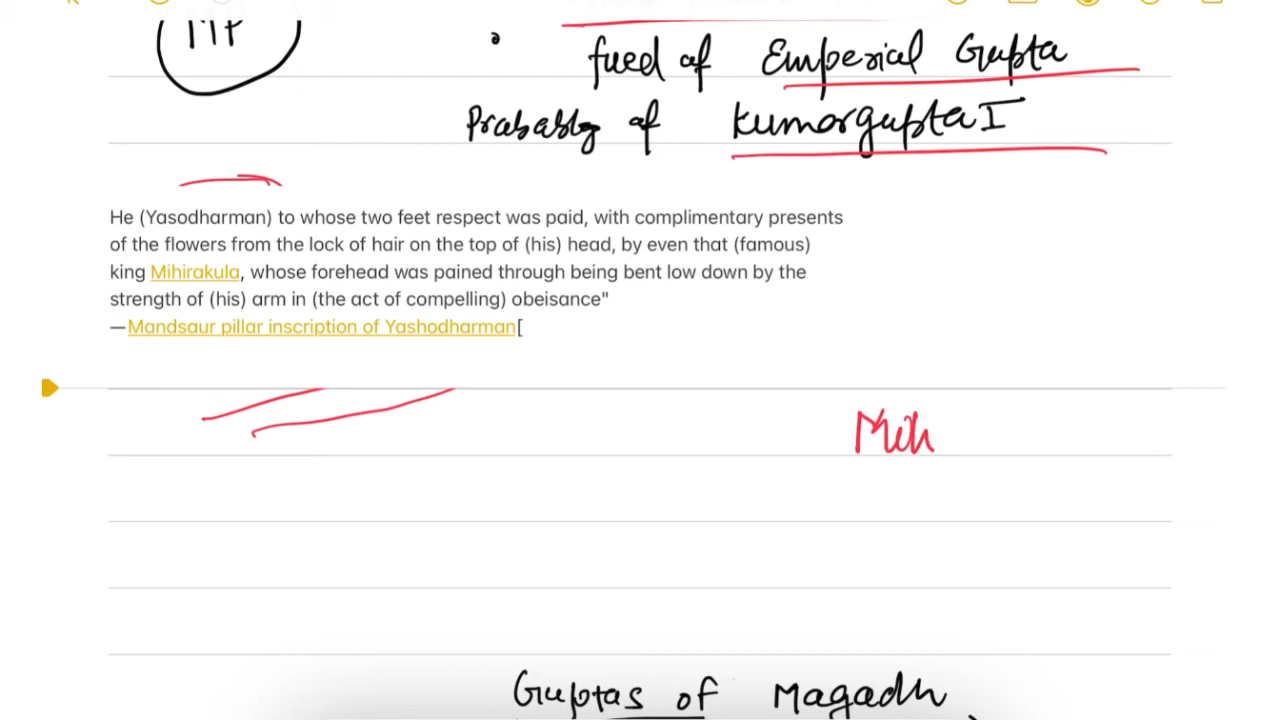 MP
fued of Emperial Gupta
Probably of KumorguptaI
He (Yasodharman) to whose two feet respect was paid, with complimentary presents
of the flowers from the lock of hair on the top of (his) head, by even that (famous)
king Mihirakula, whose forehead was pained through being bent low down by the
strength of (his) arm in (the act of compelling) obeisance"
—Mandsaur pillar inscription of Yashodharman[
Mih
Guptas of Magadh